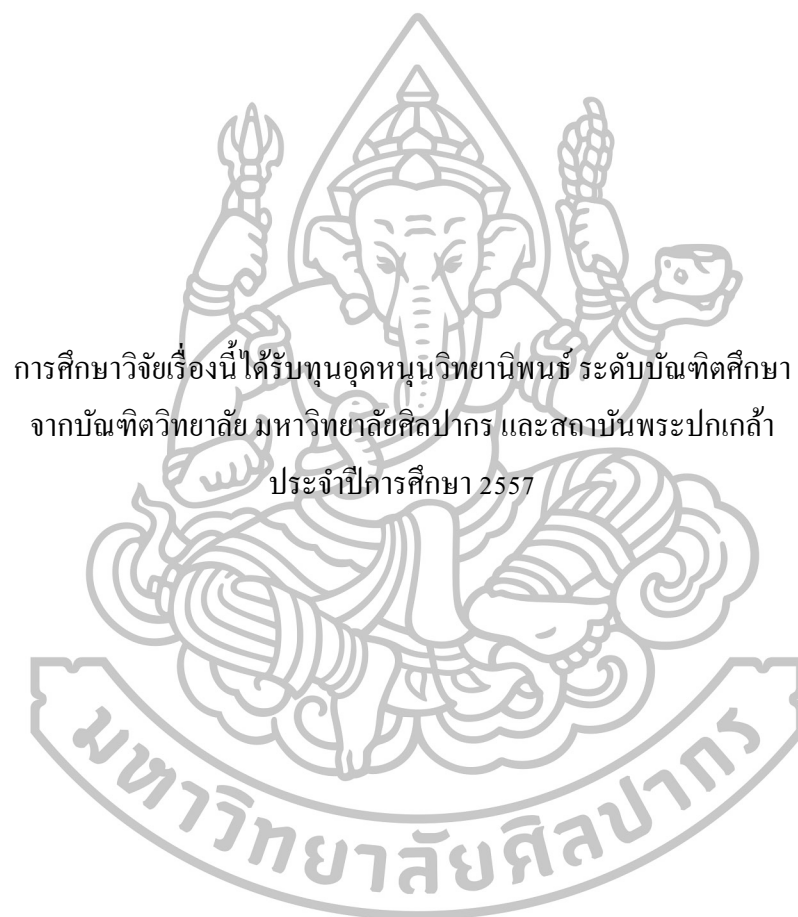 การศึกษาวิจัยเรื่องนี้ได้รับทุนอุดหนุนวิทยานิพนธ์ ระดับบัณฑิตศึกษา
จากบัณฑิตวิทยาลัย มหาวิทยาลัยศิลปากร และสถาบันพระปกเกล้า
ประจำปีการศึกษา 2557
มหาวิทยาลัยศิลปากร